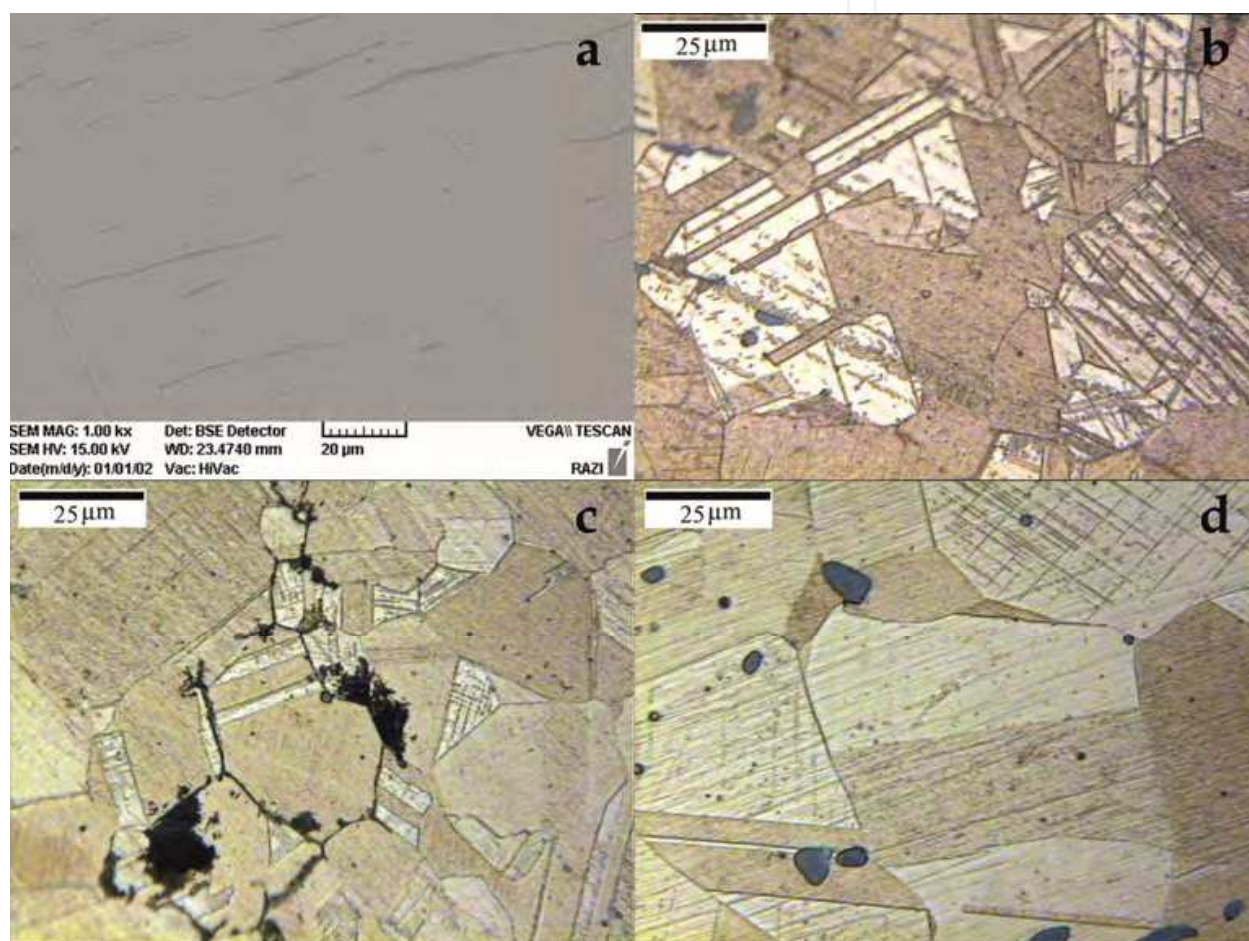 a
25 μm
b
SEM MAG: 1.00 kx Det: BSE Detector VEGA\\ TESCAN
SEM HV: 15.00 kV WD: 23.4740 mm 20 μm
Date(m/d/y): 01/01/02 Vac: HiVac RAZI
25 μm
c
25 μm
d